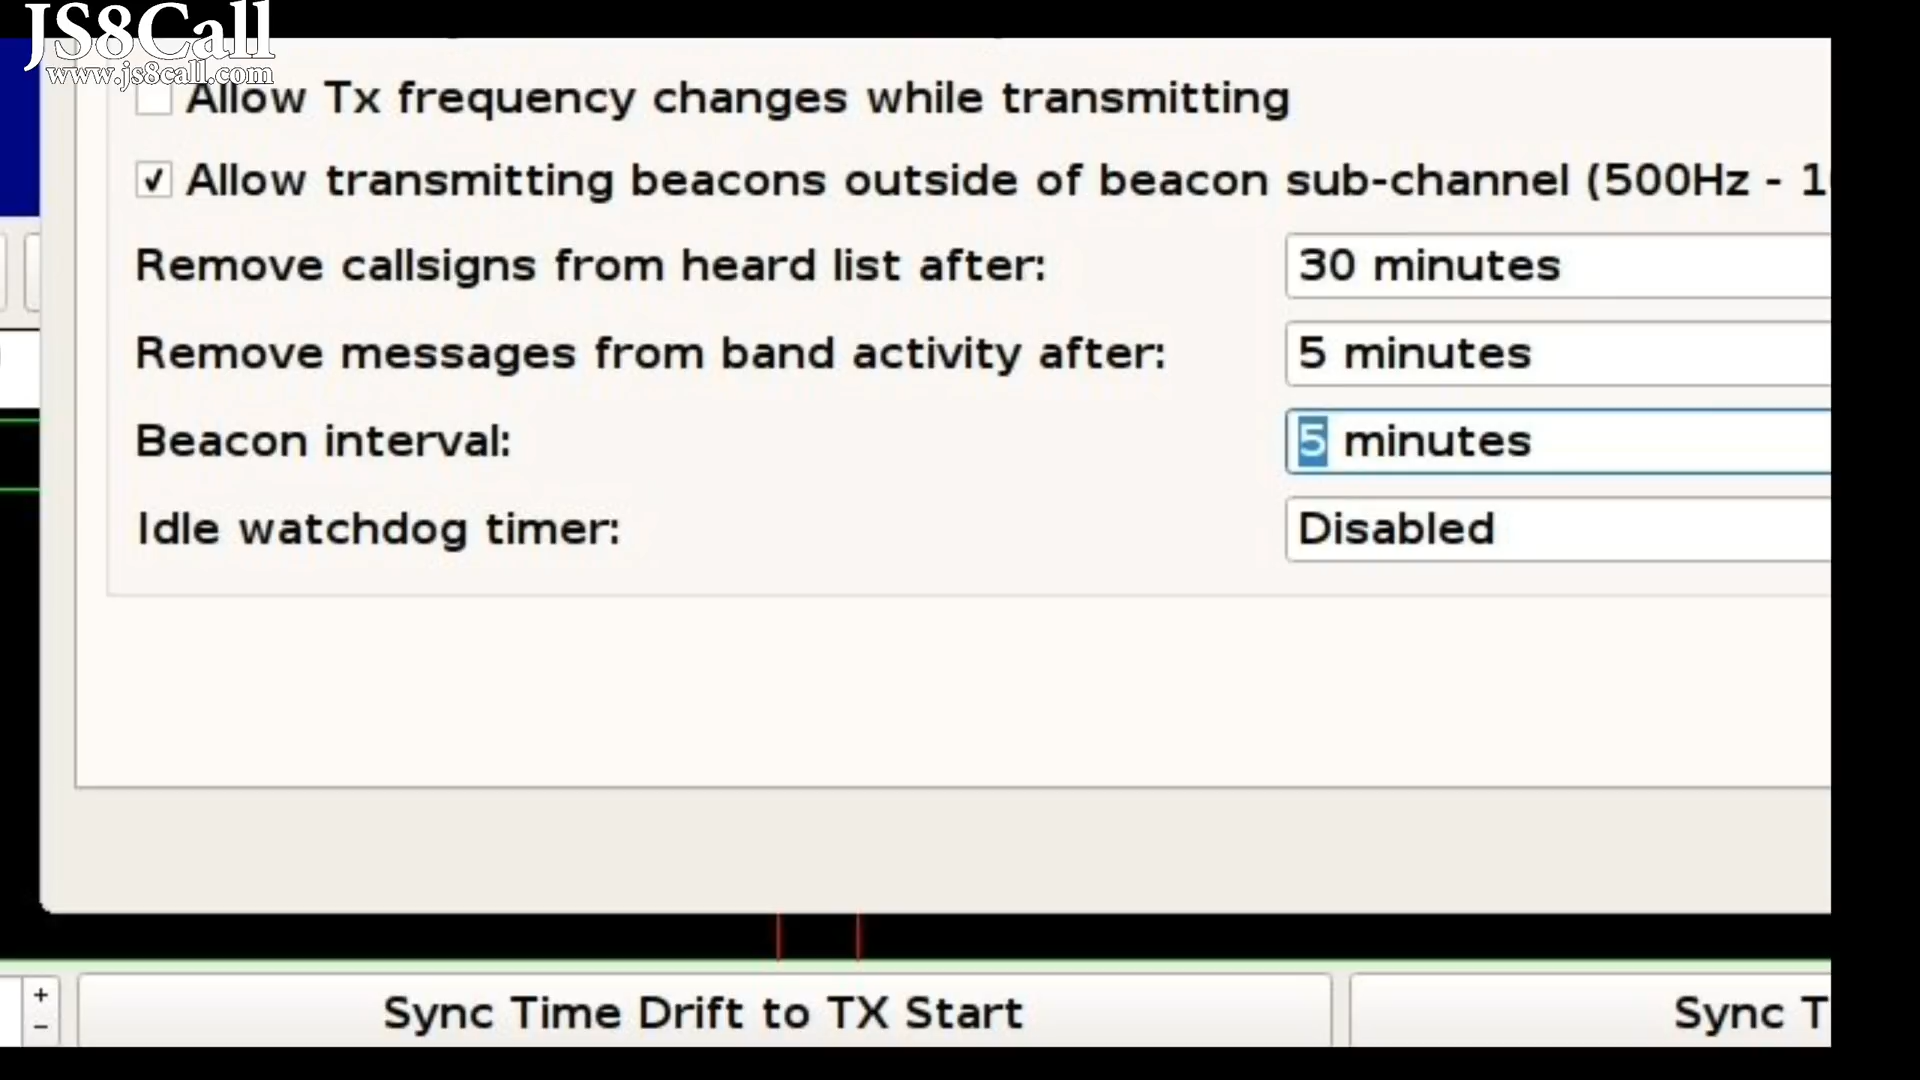 JS8Call
www.js8call.com
Allow Tx frequency changes while transmitting
Allow transmitting beacons outside of beacon sub-channel (500Hz - 1
Remove callsigns from heard list after: 30 minutes
Remove messages from band activity after: 5 minutes
Beacon interval: 5 minutes
Idle watchdog timer: Disabled
+
−
Sync Time Drift to TX Start
Sync T